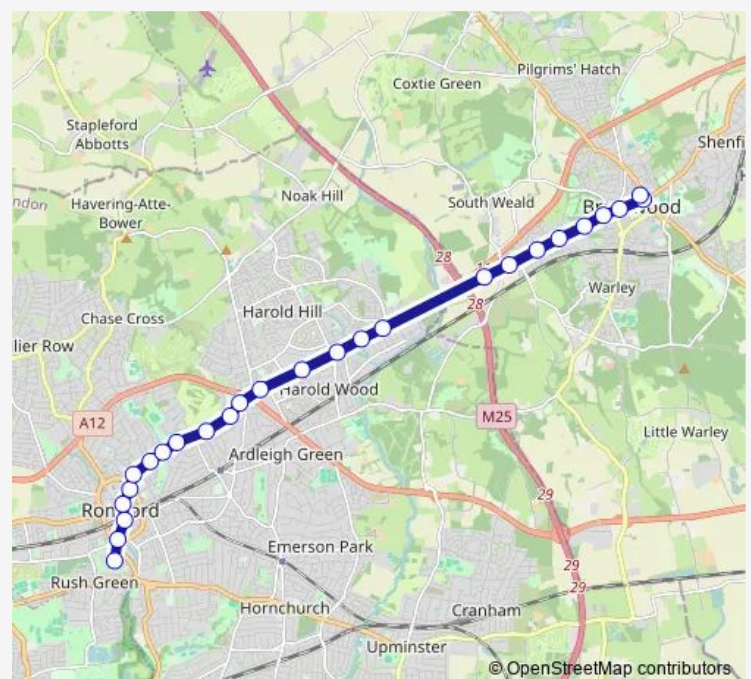 Pilgrims' Hatch
Coxtie Green
Stapleford
Abbotts
Shenfi
Noak Hill
South Weald
ndon
Havering-Atte-
Bower
28
Harold Hill
28
Warley
Chase Cross
lier Row
Harold Wood
A12
M25
Little Warley
Ardleigh Green
29
Emerson Park
29
Rush Green
29
Hornchurch
Cranham
Upminster
© OpenStreetMap contributors